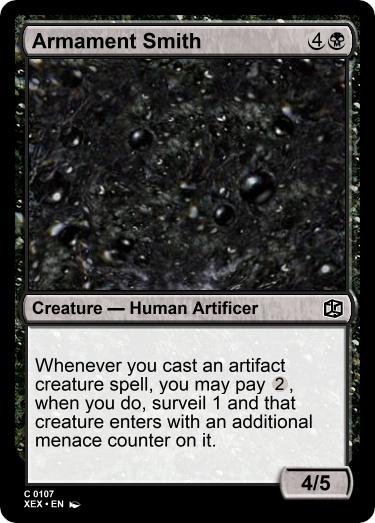 Armament Smith 4
Creature — Human Artificer
Whenever you cast an artifact
creature spell, you may pay 2,
when you do, surveil 1 and that
creature enters with an additional
menace counter on it.
4/5
C 0107
XEX • EN